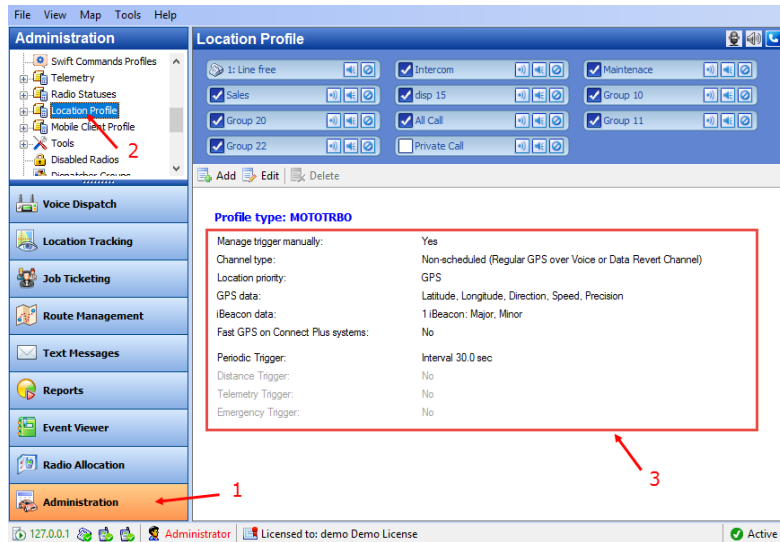 File View Map Tools Help
Administration
Location Profile
Swift Commands Profiles
Telemetry
Radio Statuses
Location Profile
Mobile Client Profile
Tools
Disabled Radios
Dispatcher Groups
2
1: Line free
Intercom
Maintenace
Sales
disp 15
Group 10
Group 20
All Call
Group 11
Group 22
Private Call
Add Edit Delete
Voice Dispatch
Location Tracking
Job Ticketing
Route Management
Text Messages
Reports
Event Viewer
Radio Allocation
Administration
1
Profile type: MOTOTRBO
Manage trigger manually: Yes
Channel type: Non-scheduled (Regular GPS over Voice or Data Revert Channel)
Location priority: GPS
GPS data: Latitude, Longitude, Direction, Speed, Precision
iBeacon data: 1 iBeacon: Major, Minor
Fast GPS on Connect Plus systems: No
Periodic Trigger: Interval 30.0 sec
Distance Trigger: No
Telemetry Trigger: No
Emergency Trigger: No
3
127.0.0.1 Administrator Licensed to: demo Demo License Active